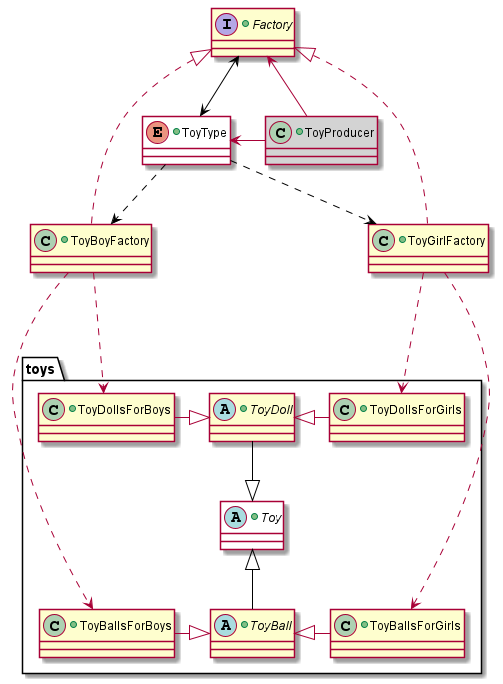 I Factory
E ToyType
C ToyProducer
C ToyBoyFactory
C ToyGirlFactory
toys
C ToyDollsForBoys
A ToyDoll
C ToyDollsForGirls
A Toy
C ToyBallsForBoys
A ToyBall
C ToyBallsForGirls